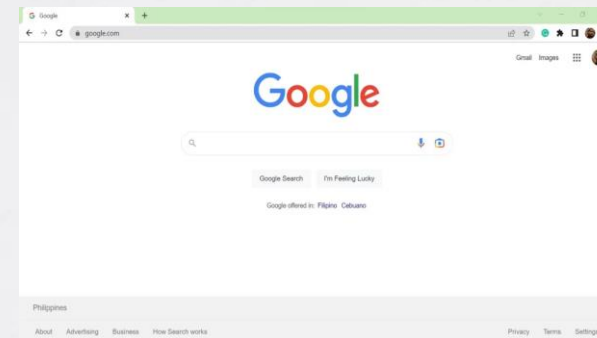 G Google
google.com
Gmail Images
Google
Google Search I'm Feeling Lucky
Google offered in: Filipino Cebuano
Philippines
About Advertising Business How Search works Privacy Terms Settings